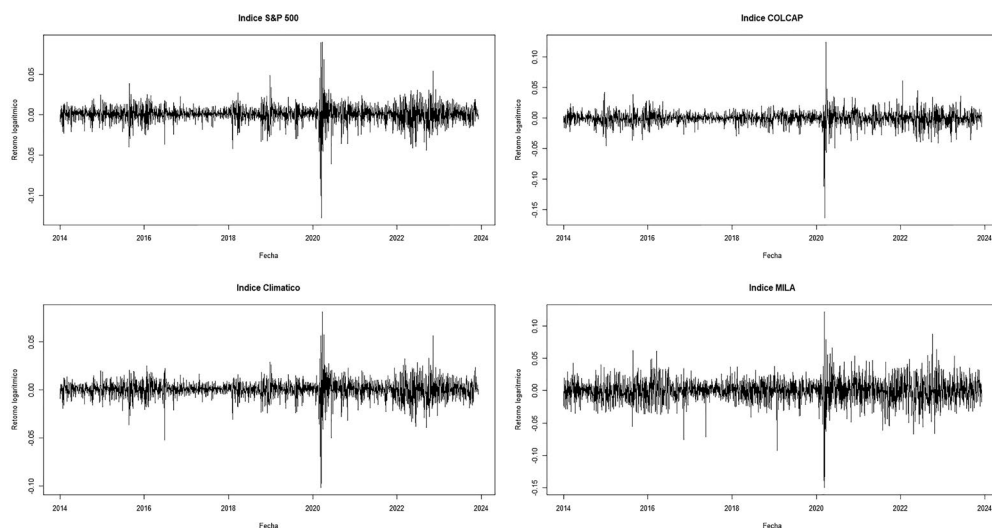 Indice S&P 500
Retorno logarítmico
0.05
0.00
-0.05
-0.10
2014 2016 2018 2020 2022 2024
Fecha
Indice COLCAP
Retorno logarítmico
0.10
0.05
0.00
-0.05
-0.10
-0.15
2014 2016 2018 2020 2022 2024
Fecha
Indice Climatico
Retorno logarítmico
0.05
0.00
-0.05
-0.10
2014 2016 2018 2020 2022 2024
Fecha
Indice MILA
Retorno logarítmico
0.10
0.05
0.00
-0.05
-0.10
-0.15
2014 2016 2018 2020 2022 2024
Fecha